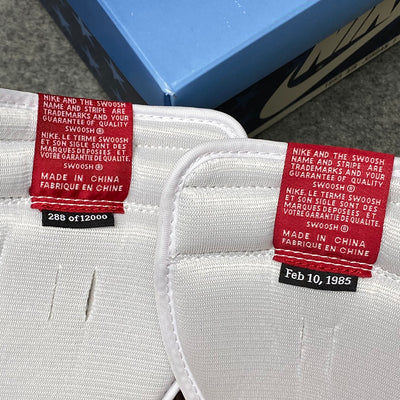 NIKE
NIKE AND THE SWOOSH
NAME AND STRIPE ARE
TRADEMARKS AND YOUR
GUARANTEE OF QUALITY
SWOOSH ®
NIKE. LE TERME SWOOSH
ET SON SIGLE SONT DES
MARQUES DEPOSEES ET
VOTRE GARANTIE DE QUALITE.
SWOOSH ®
MADE IN CHINA
FABRIQUE EN CHINE
288 of 12000
NIKE AND THE SWOOSH
NAME AND STRIPE ARE
TRADEMARKS AND YOUR
GUARANTEE OF QUALITY
SWOOSH ®
NIKE. LE TERME SWOOSH
ET SON SIGLE SONT DES
MARQUES DEPOSEES ET
VOTRE GARANTIE DE QUALITE
SWOOSH ®
MADE IN CHINA
FABRIQUE EN CHINE
Feb 10, 1985